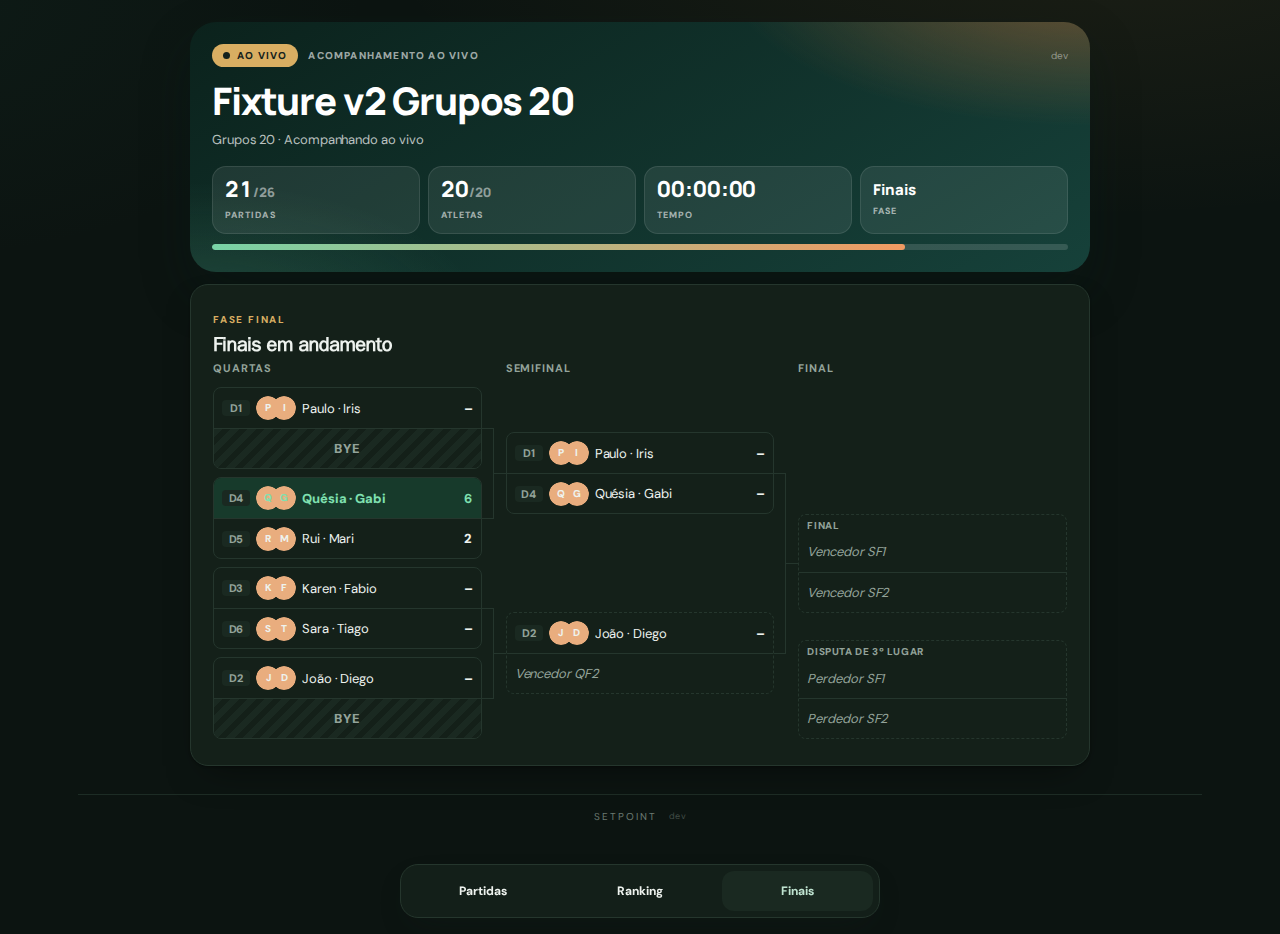 AO VIVO ACOMPANHAMENTO AO VIVO dev
Fixture v2 Grupos 20
Grupos 20 · Acompanhando ao vivo
21/26 20/20 00:00:00 Finais
PARTIDAS ATLETAS TEMPO FASE
FASE FINAL
Finais em andamento
QUARTAS SEMIFINAL FINAL
D1 P I Paulo · Iris –
BYE
D4 Q G Quésia · Gabi 6
D5 R M Rui · Mari 2
D3 K F Karen · Fabio –
D6 S T Sara · Tiago –
D2 J D João · Diego –
BYE
D1 P I Paulo · Iris –
D4 Q G Quésia · Gabi –
D2 J D João · Diego –
Vencedor QF2
FINAL
Vencedor SF1
Vencedor SF2
DISPUTA DE 3º LUGAR
Perdedor SF1
Perdedor SF2
SETPOINT dev
Partidas Ranking Finais